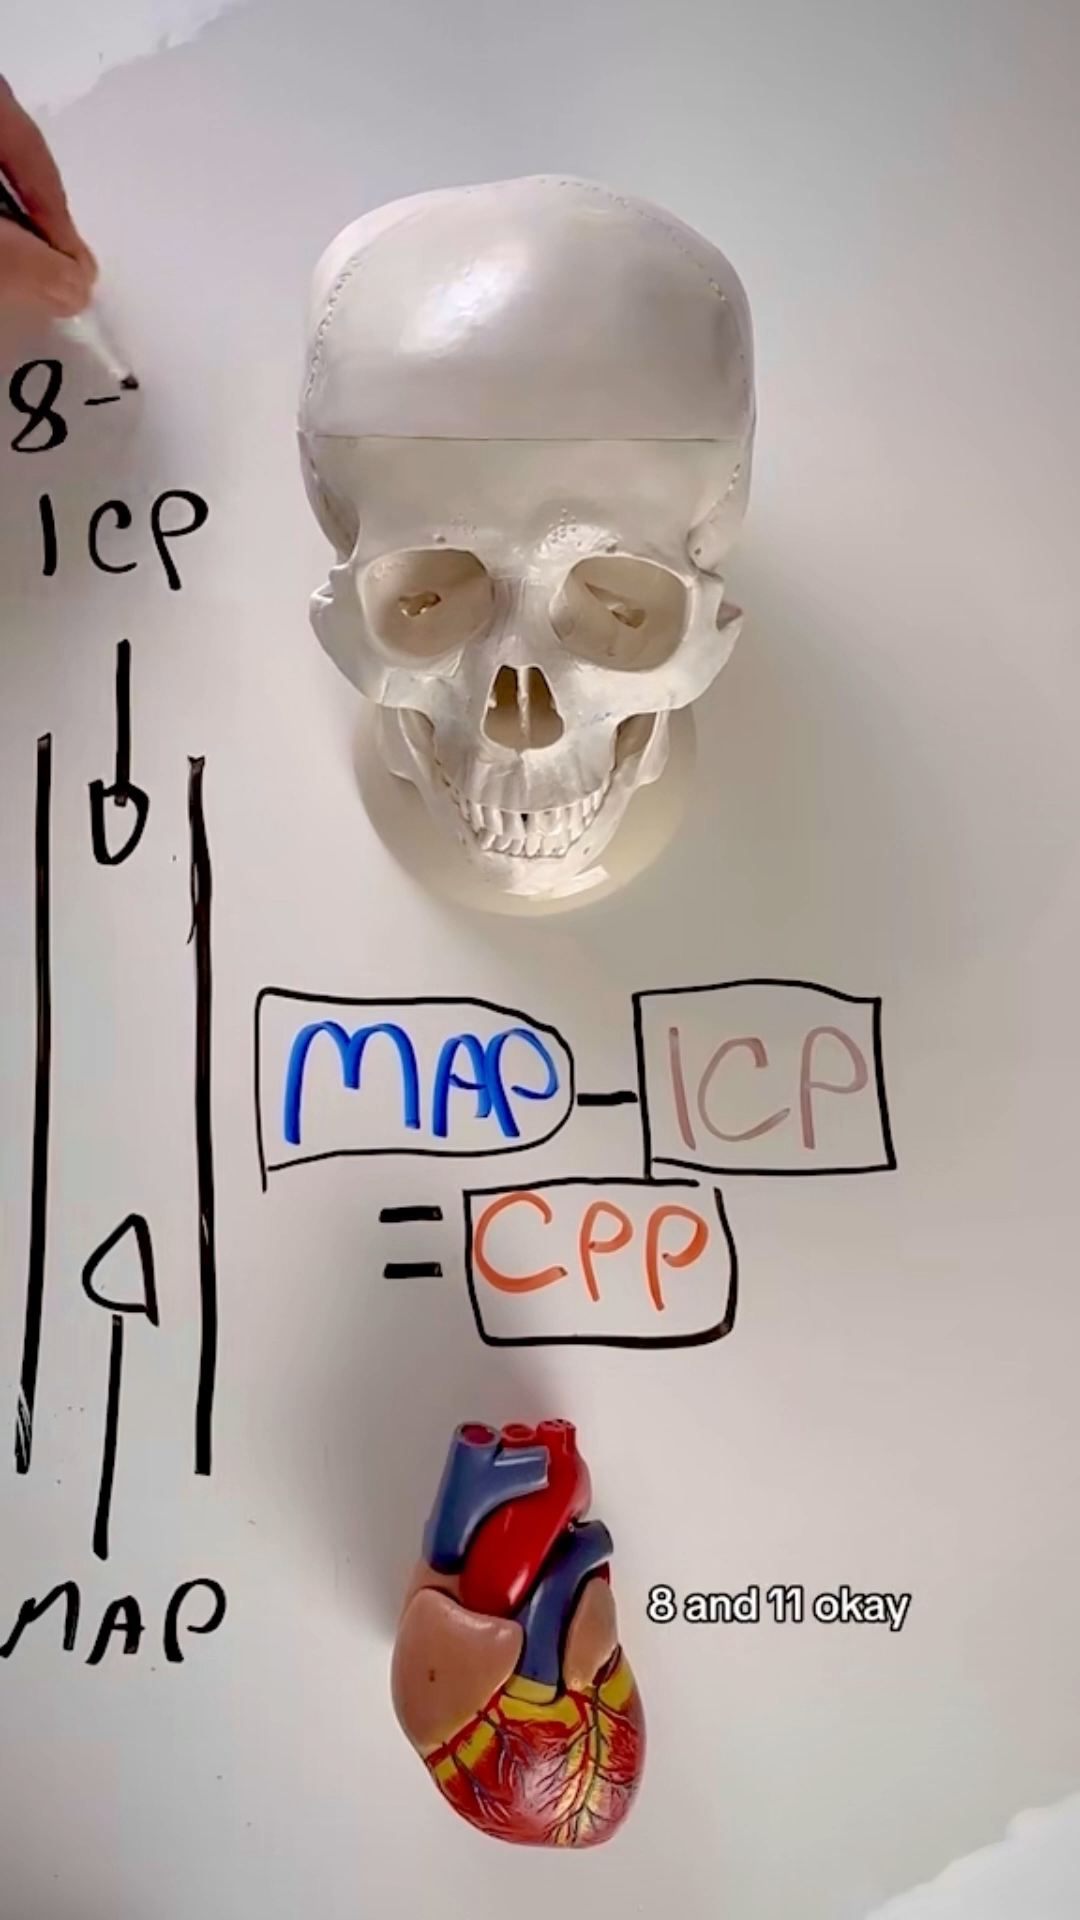 8-
ICP
MAP - ICP
= CPP
MAP
8 and 11 okay